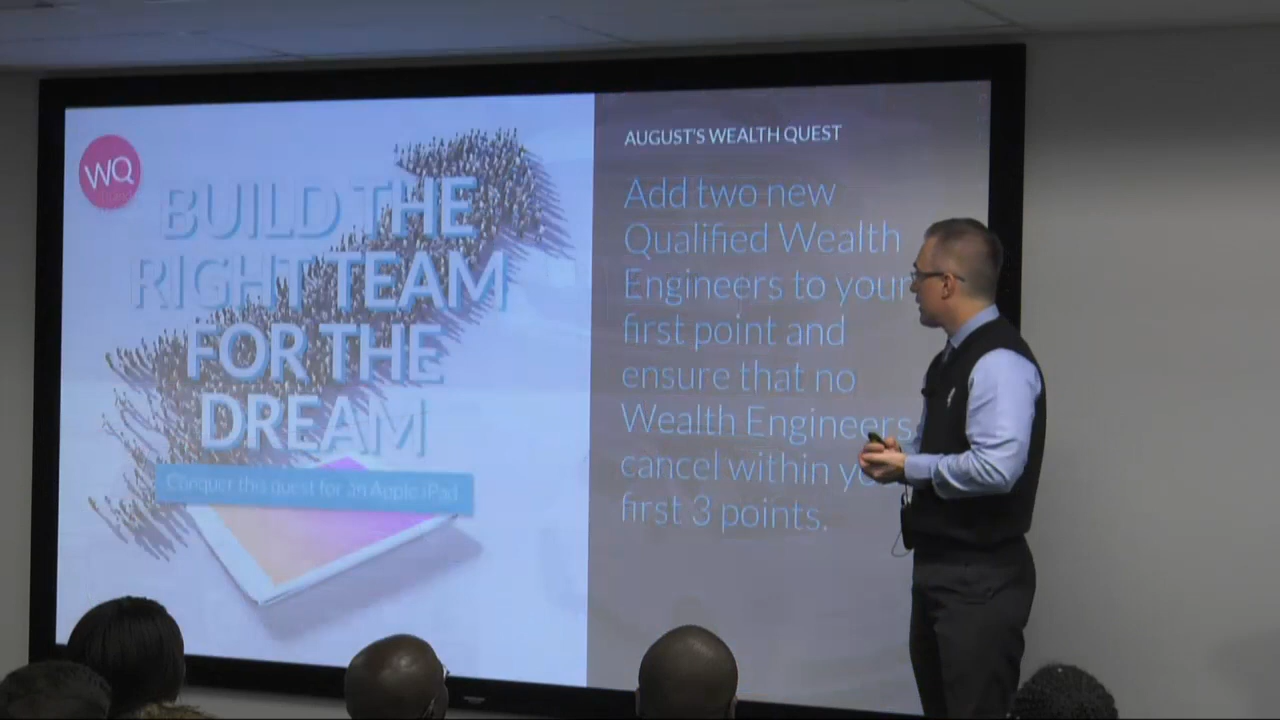 WQ
BUILD THE
RIGHT TEAM
FOR THE
DREAM
Conquer this quest for an Apple iPad
AUGUST'S WEALTH QUEST
Add two new
Qualified Wealth
Engineers to your
first point and
ensure that no
Wealth Engineers
cancel within
first 3 points.